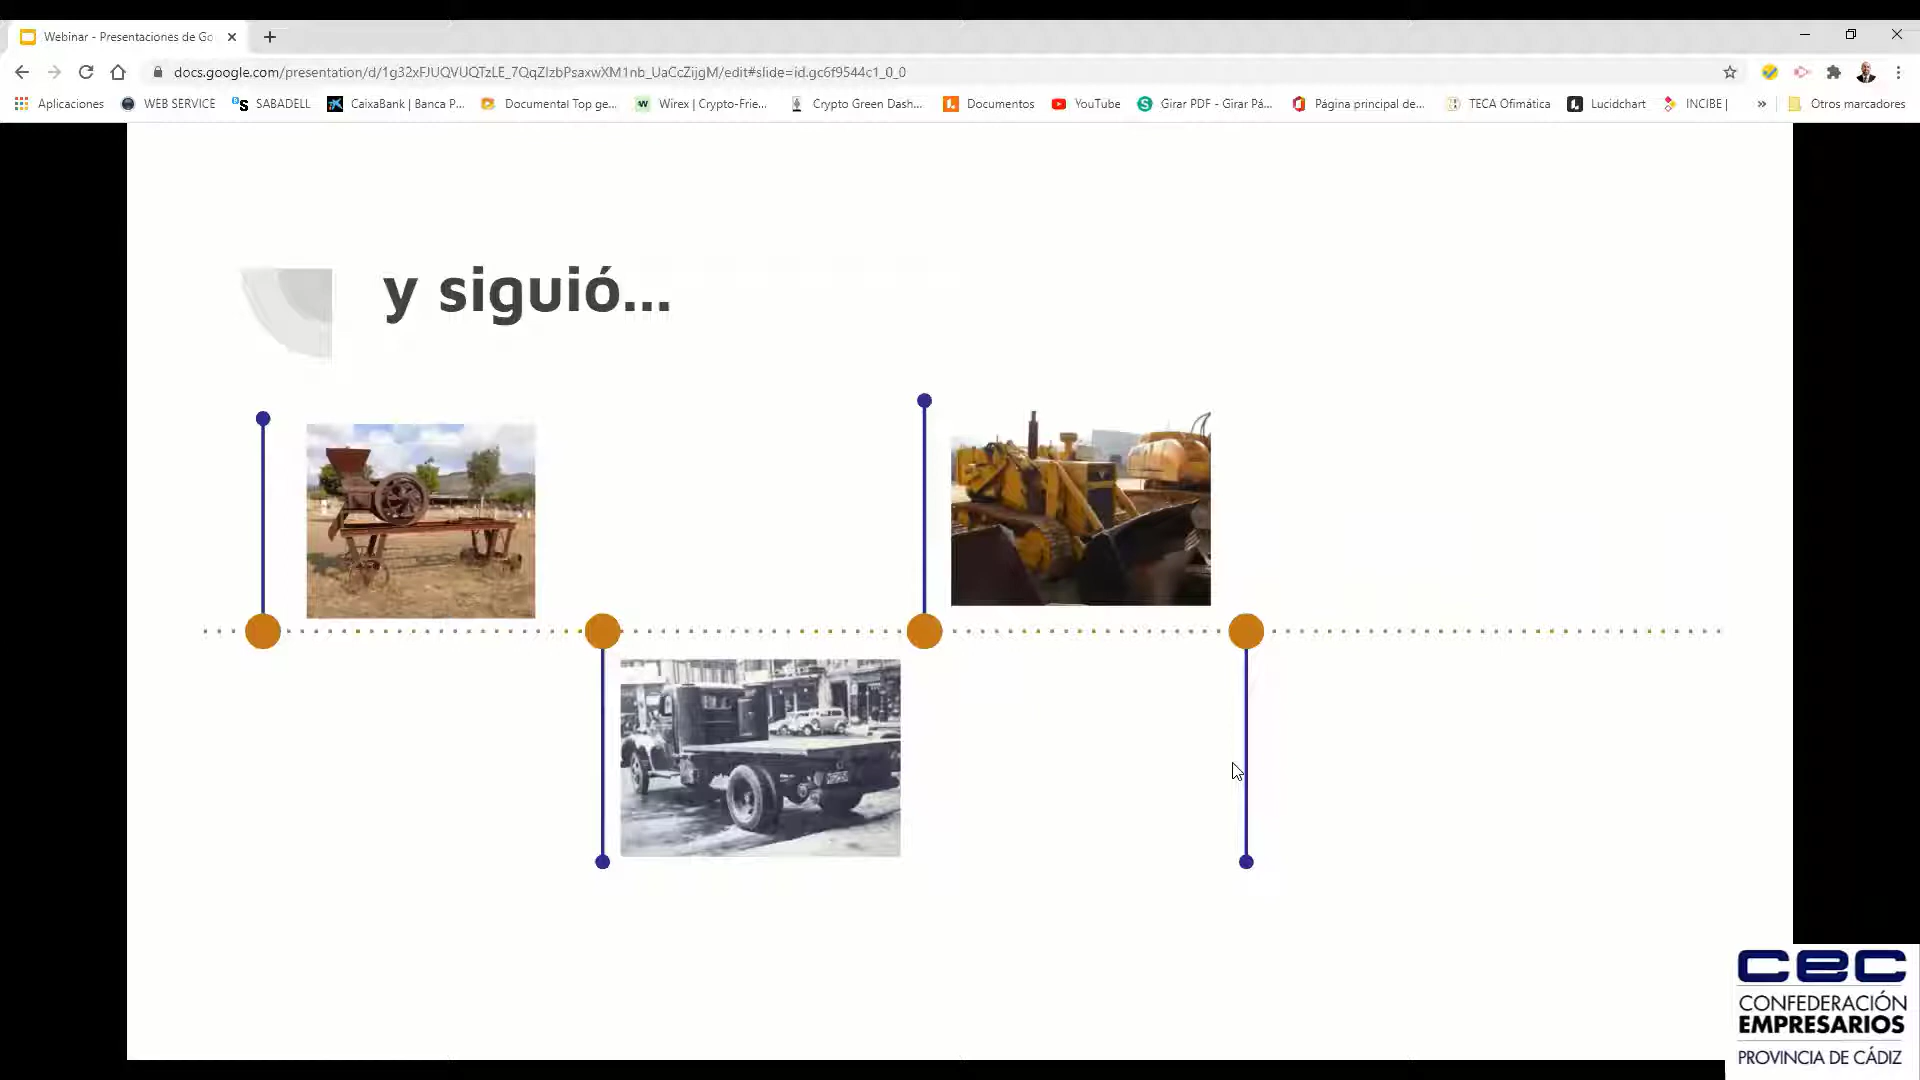 Webinar - Presentaciones de Go
docs.google.com/presentation/d/1g32xFJUQVUQTzLE_7QqZIzbPsaxwXM1nb_UaCcZijgM/edit#slide=id.gc6f9544c1_0_0
Aplicaciones WEB SERVICE SABADELL CaixaBank | Banca P... Documental Top ge... Wirex | Crypto-Frie... Crypto Green Dash... Documentos YouTube Girar PDF - Girar Pá... Página principal de... TECA Ofimática Lucidchart INCIBE | » Otros marcadores
y siguió...
cec
CONFEDERACIÓN
EMPRESARIOS
PROVINCIA DE CÁDIZ